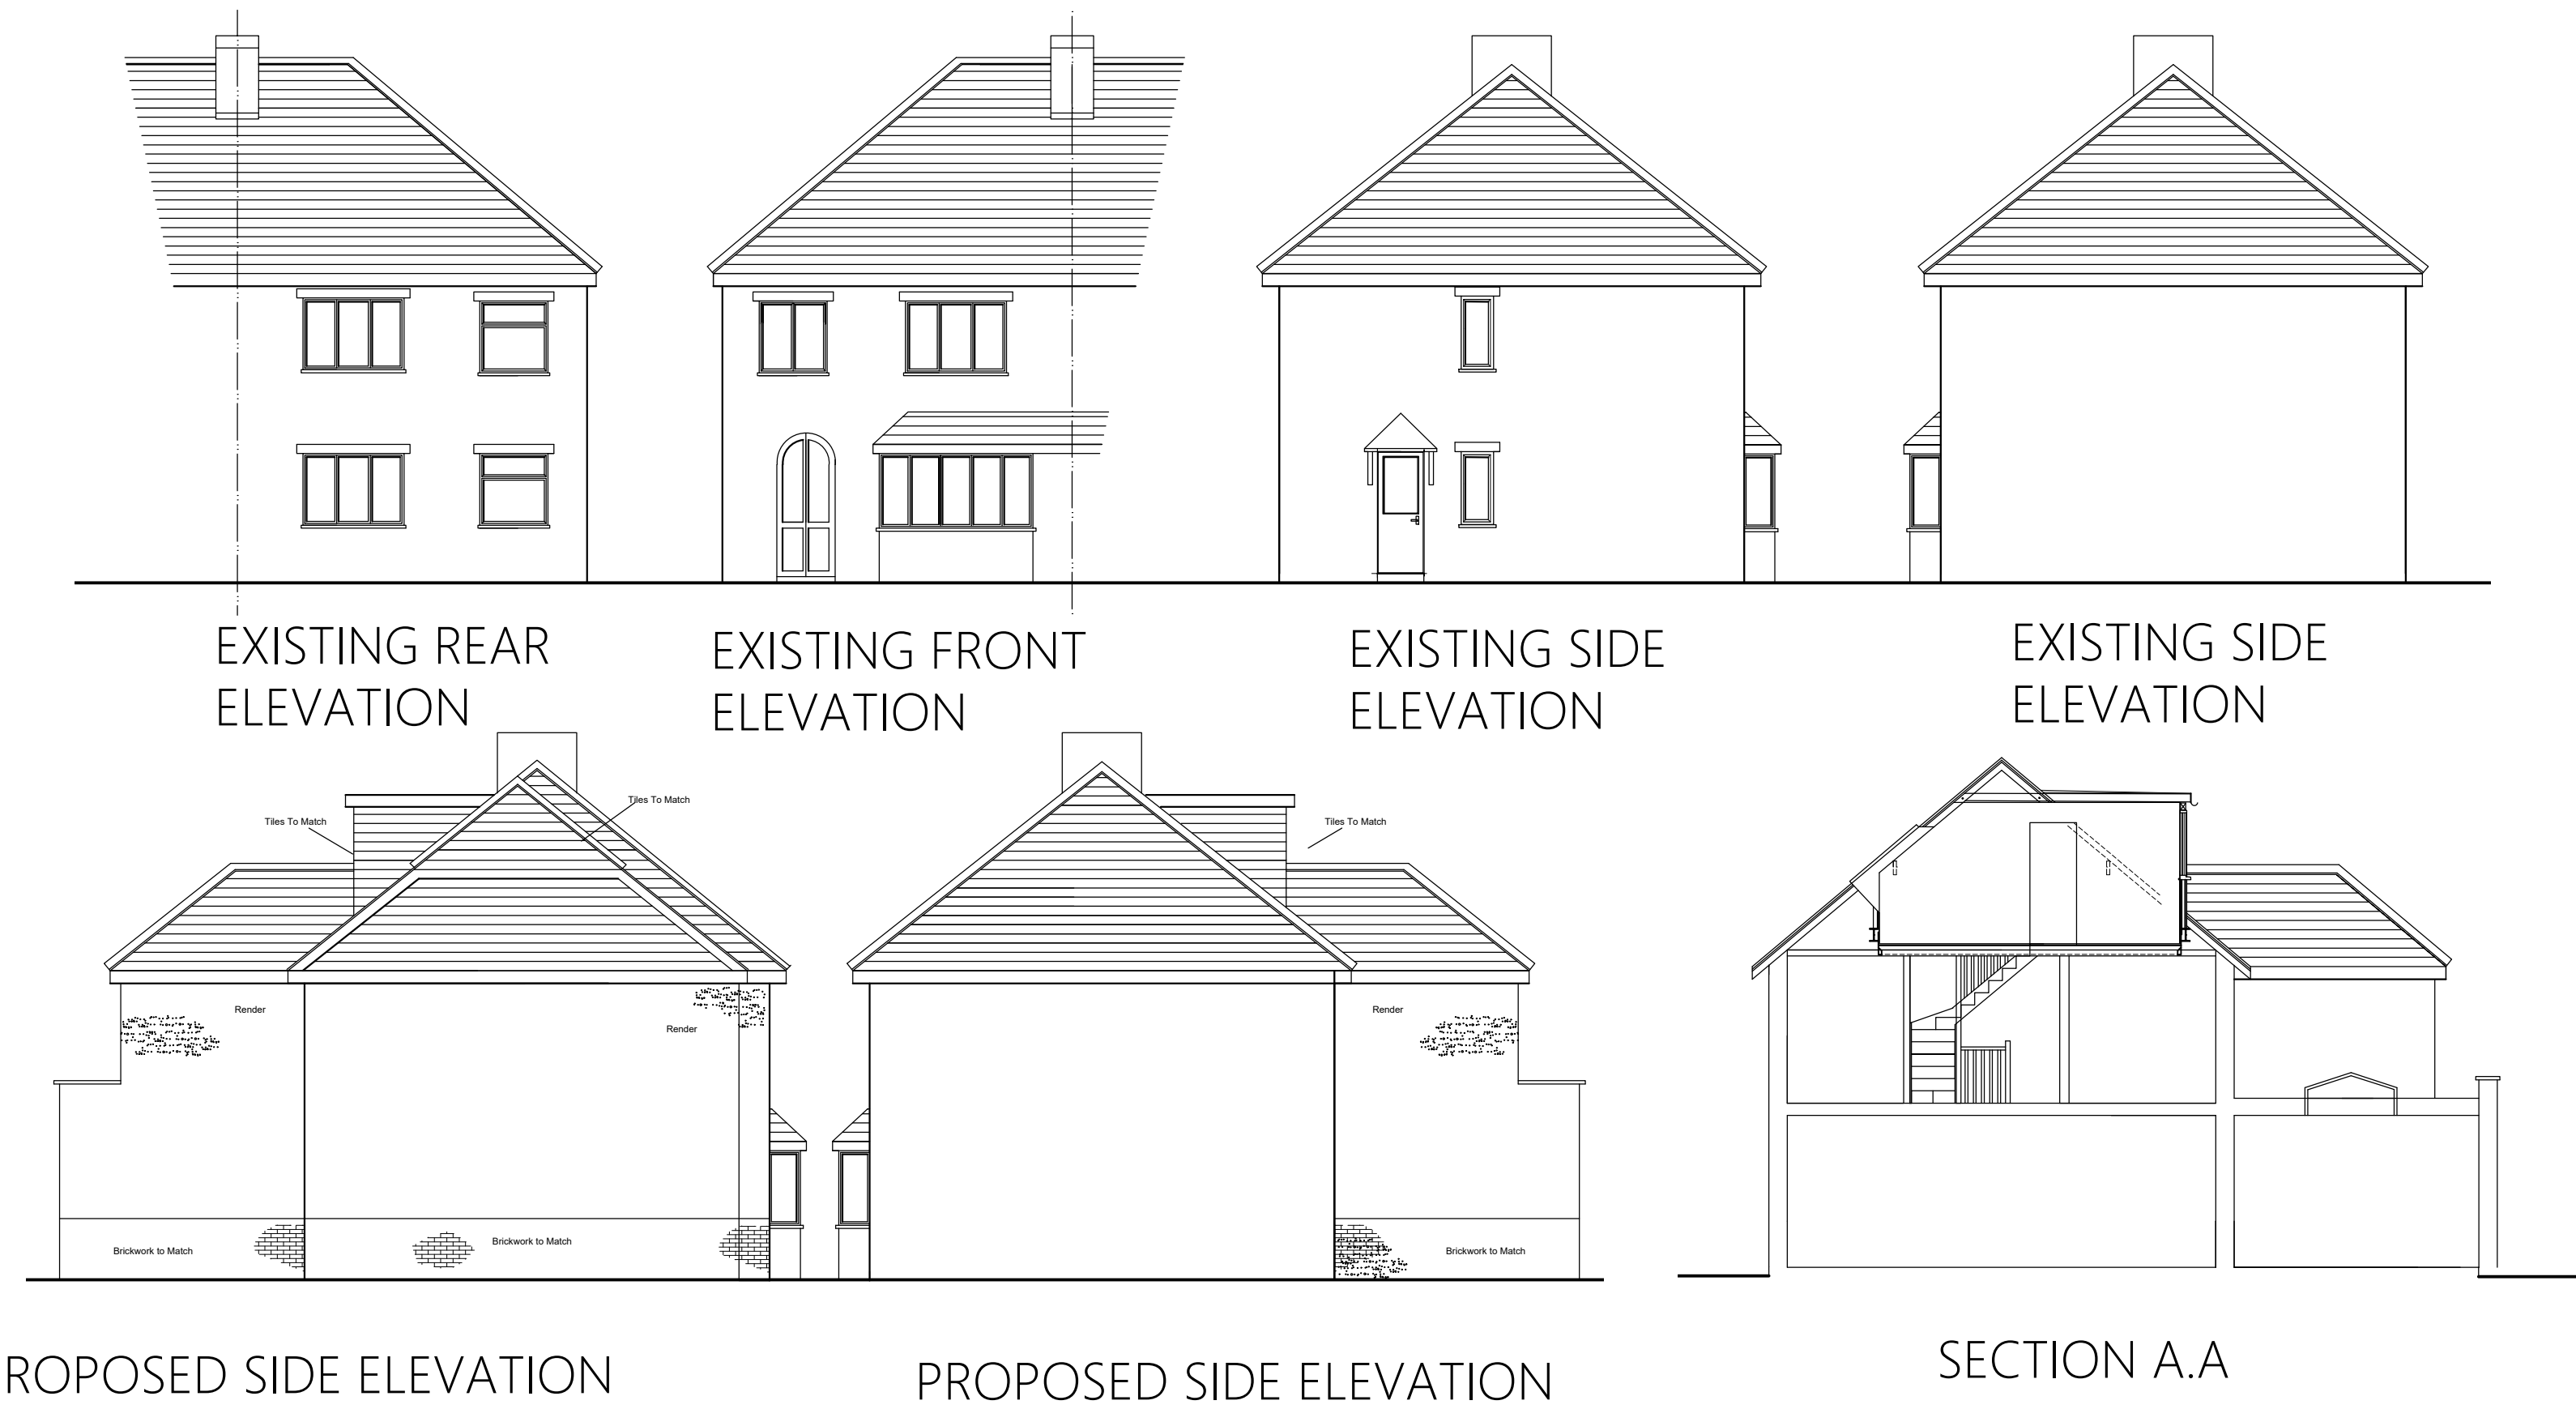 EXISTING REAR
ELEVATION
EXISTING FRONT
ELEVATION
EXISTING SIDE
ELEVATION
EXISTING SIDE
ELEVATION
Tiles To Match
Tiles To Match
Render
Render
Brickwork to Match
Brickwork to Match
ROPOSED SIDE ELEVATION
Tiles To Match
Render
Brickwork to Match
PROPOSED SIDE ELEVATION
SECTION A.A